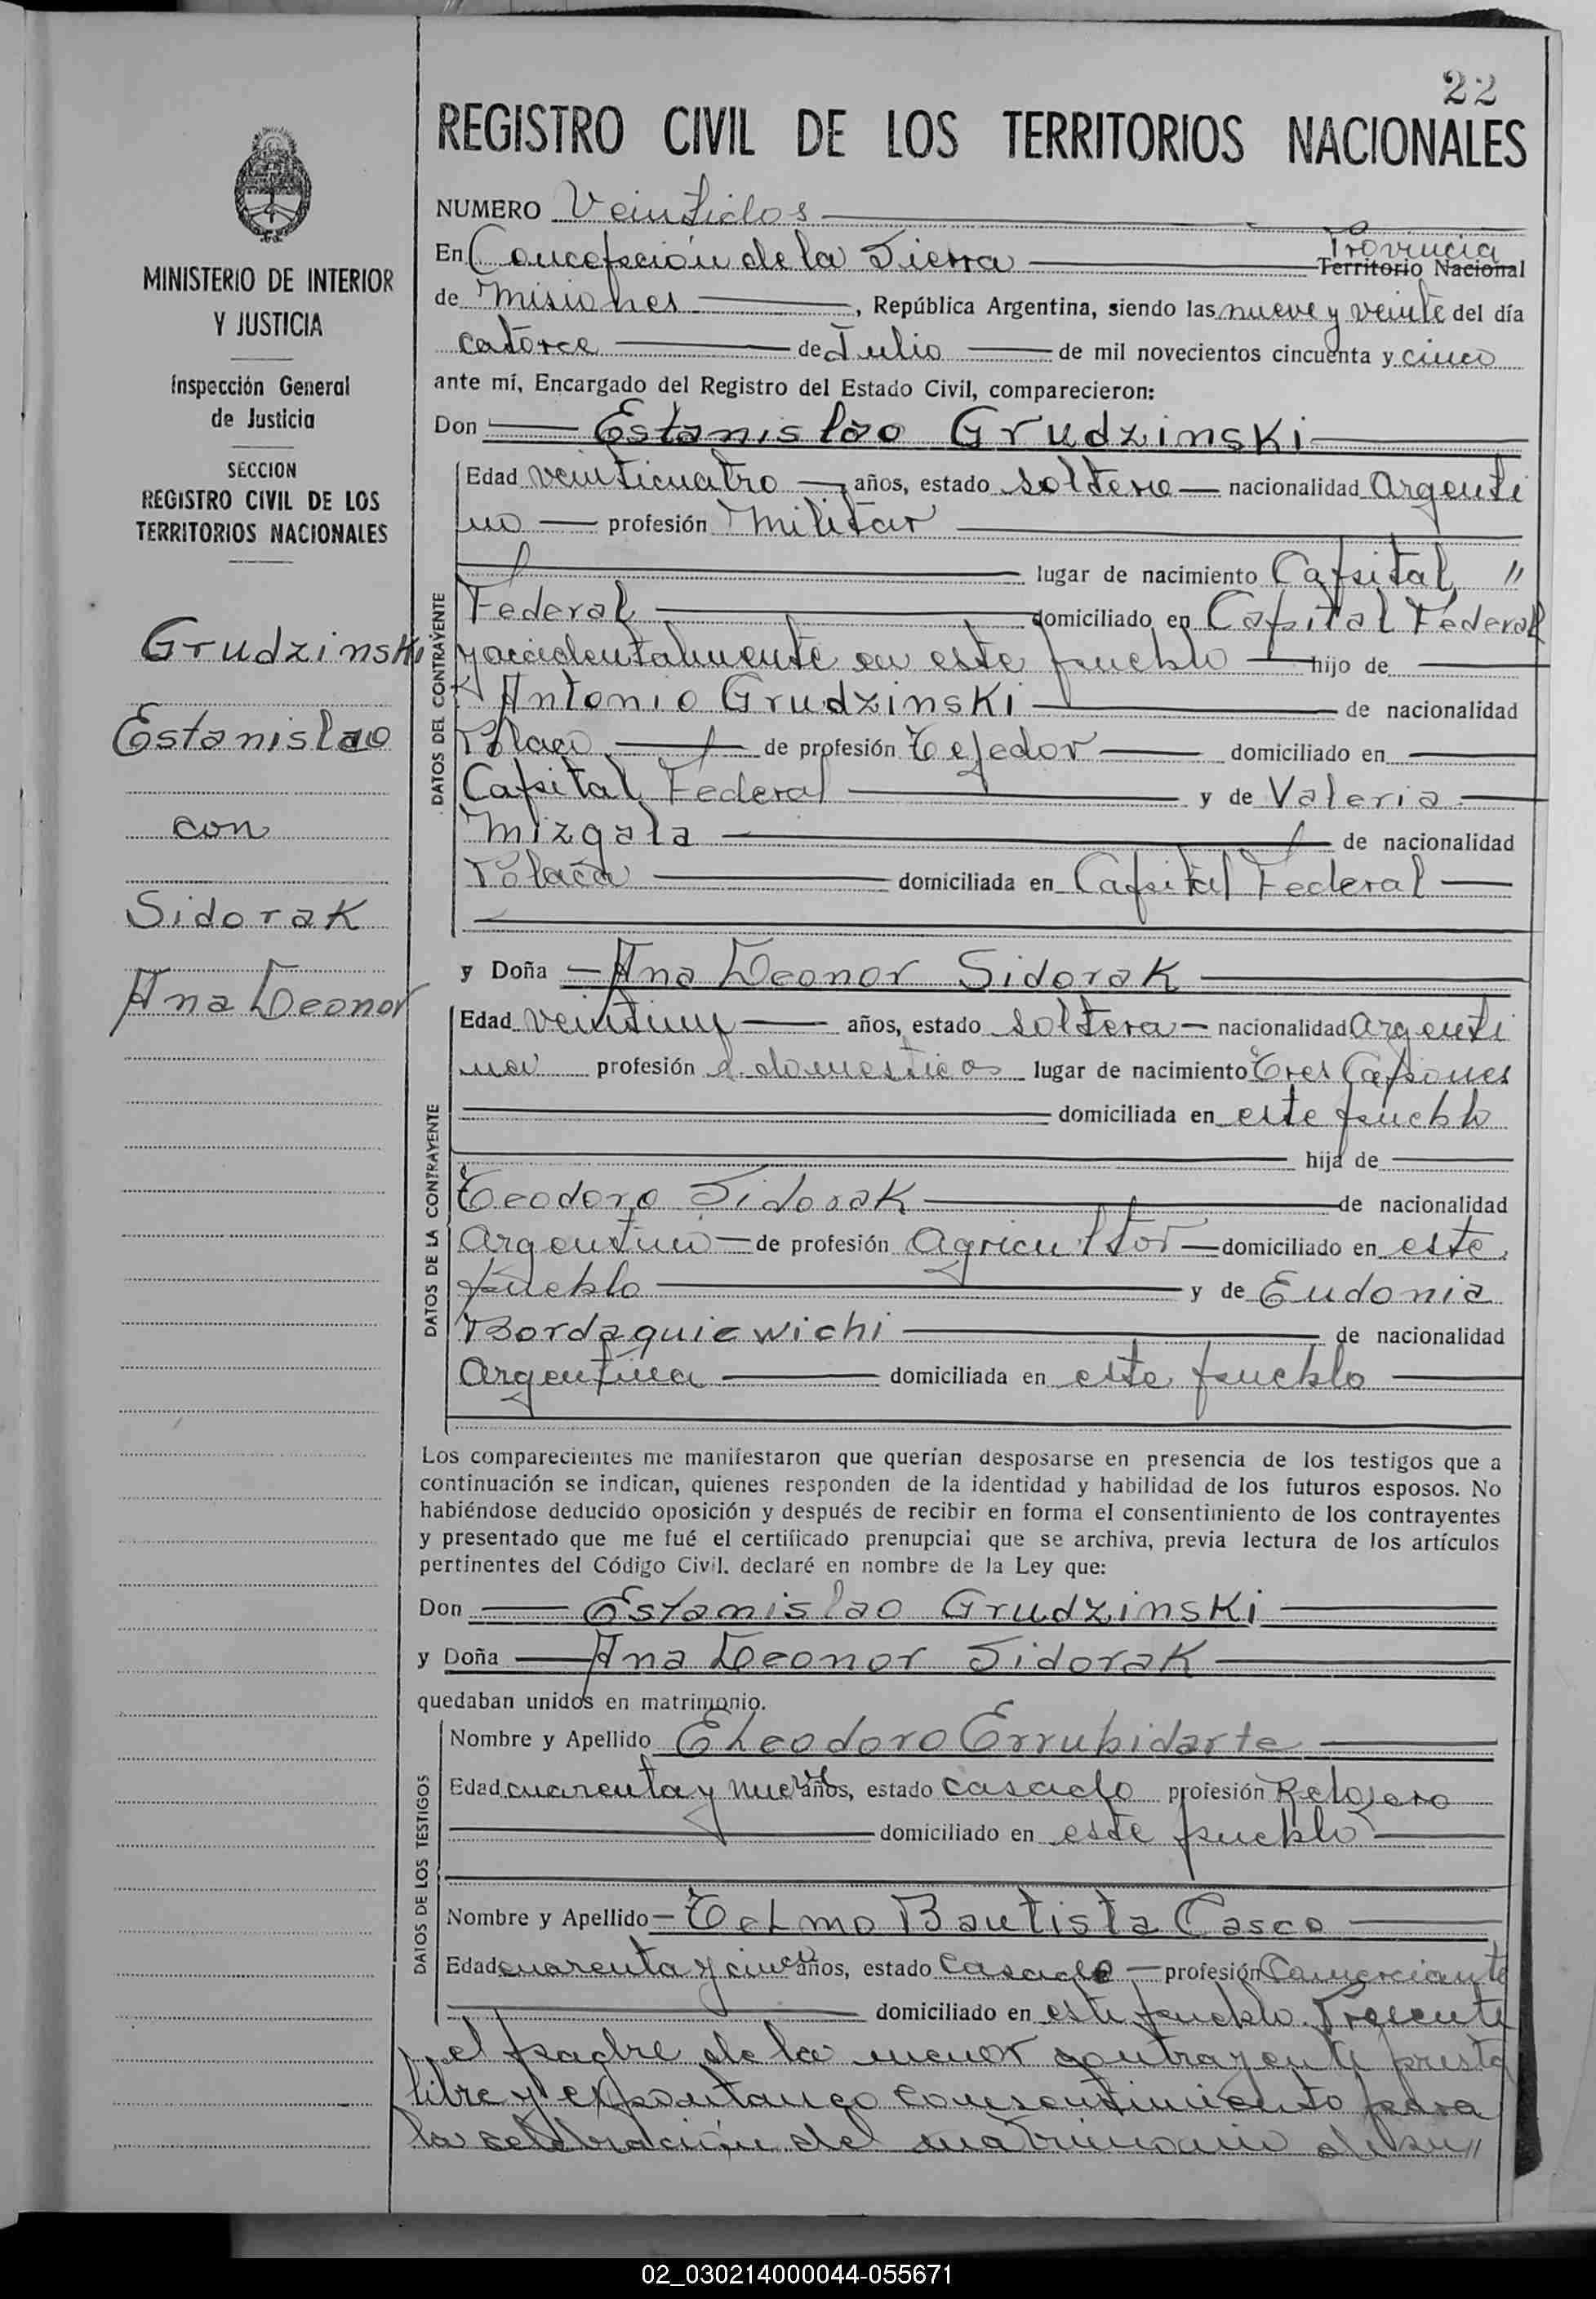 22
REGISTRO CIVIL DE LOS TERRITORIOS NACIONALES
MINISTERIO DE INTERIOR
Y JUSTICIA
Inspección General
de Justicia
SECCION
REGISTRO CIVIL DE LOS
TERRITORIOS NACIONALES
Grudzinski
Estanislao
con
Sidorak
Ana Leonor
NUMERO Veintidos
Provincia
En Concepción de la Sierra Territorio Nacional
de Misiones, República Argentina, siendo las nueve y veinte del día
catorce de Julio de mil novecientos cincuenta y cinco
ante mí, Encargado del Registro del Estado Civil, comparecieron:
Don Estanislao Grudzinski
DATOS DEL CONTRAYENTE
Edad veinticuatro años, estado soltero nacionalidad Argenti
no profesión Militar
lugar de nacimiento Capital "
Federal domiciliado en Capital Federal
y accidentalmente en este pueblo hijo de
Antonio Grudzinski de nacionalidad
Polaco de profesión Tejedor domiciliado en
Capital Federal y de Valeria
Mizgala de nacionalidad
Polaca domiciliada en Capital Federal
y Doña Ana Leonor Sidorak
DATOS DE LA CONTRAYENTE
Edad veintiun años, estado soltera nacionalidad Argenti
na profesión q. domesticos lugar de nacimiento Tres Capones
domiciliada en este pueblo
hija de
Teodoro Sidorak de nacionalidad
Argentino de profesión Agricultor domiciliado en este
pueblo y de Eudonia
Bordaquiewichi de nacionalidad
Argentina domiciliada en este pueblo
Los comparecientes me manifestaron que querían desposarse en presencia de los testigos que a
continuación se indican, quienes responden de la identidad y habilidad de los futuros esposos. No
habiéndose deducido oposición y después de recibir en forma el consentimiento de los contrayentes
y presentado que me fué el certificado prenupcial que se archiva, previa lectura de los artículos
pertinentes del Código Civil, declaré en nombre de la Ley que:
Don Estanislao Grudzinski
y Doña Ana Leonor Sidorak
quedaban unidos en matrimonio.
DATOS DE LOS TESTIGOS
Nombre y Apellido Eleodoro Errubidarte
Edad cuarenta y nueve años, estado casado profesión Relojero
domiciliado en este pueblo
Nombre y Apellido Telmo Bautista Casco
Edad cuarenta y cinco años, estado casado profesión Comerciante
domiciliado en este pueblo. Presente
el padre de la menor contrayente presta
libre y expontaneo consentimiento para
la celebración del matrimonio de su "
02_030214000044-055671